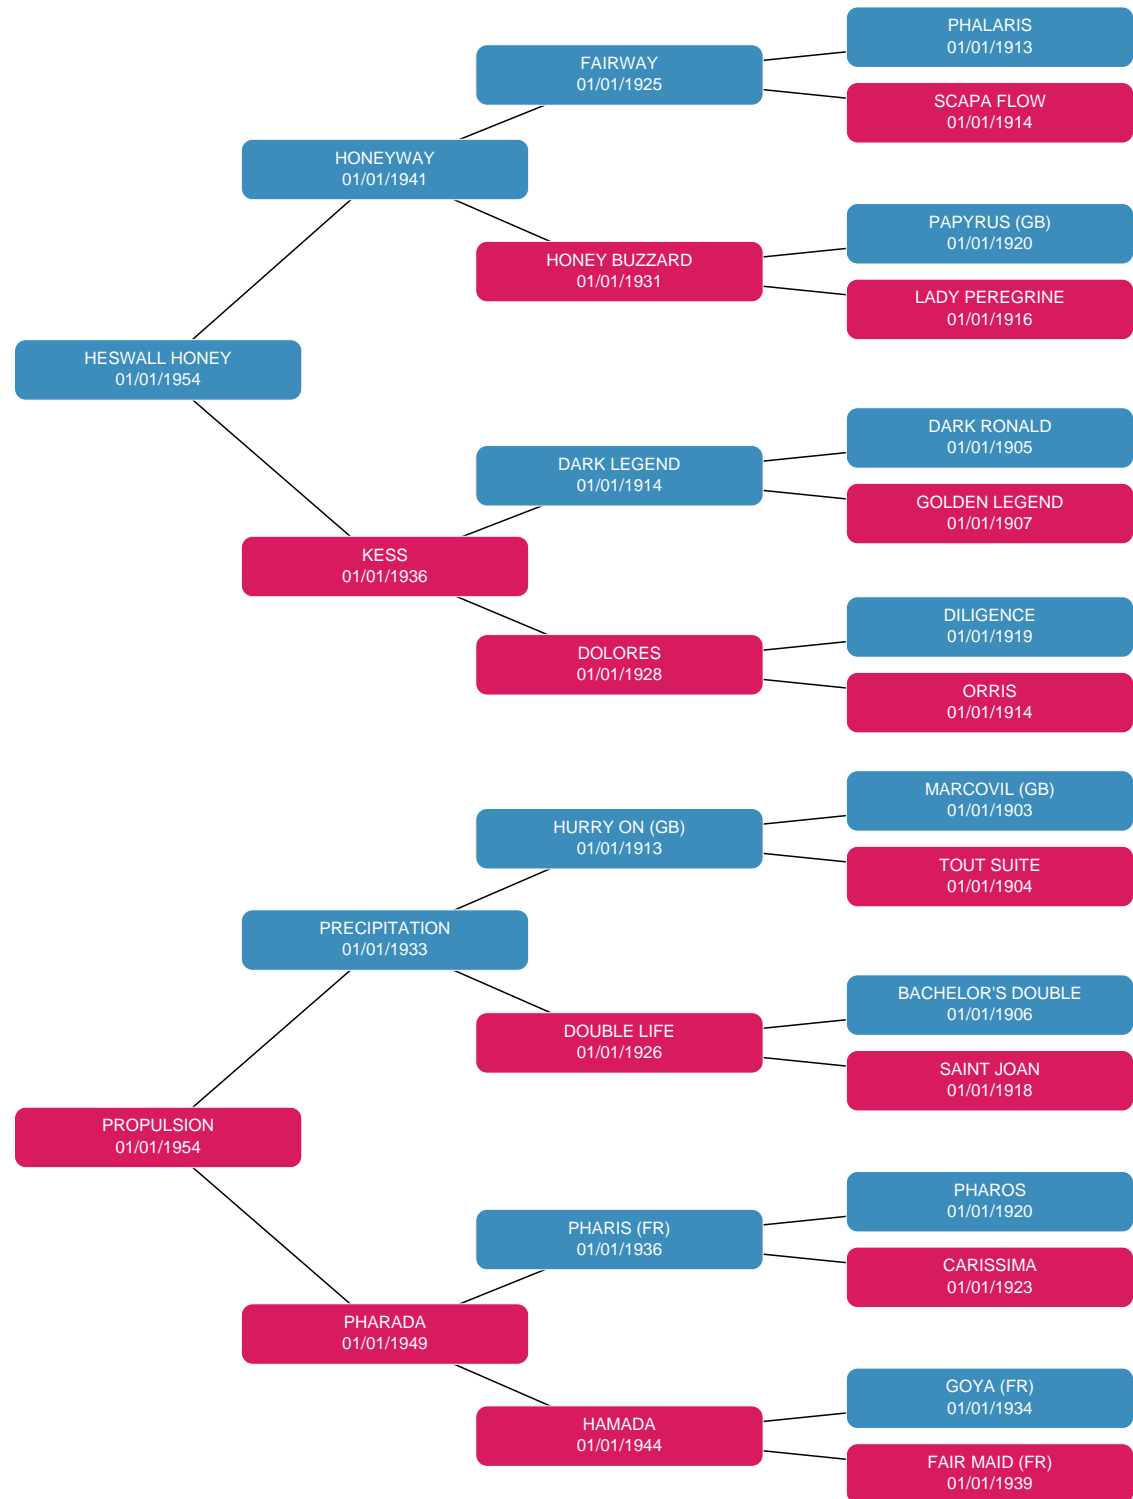 PHALARIS
01/01/1913
FAIRWAY
01/01/1925
SCAPA FLOW
01/01/1914
HONEYWAY
01/01/1941
PAPYRUS (GB)
01/01/1920
HONEY BUZZARD
01/01/1931
LADY PEREGRINE
01/01/1916
HESWALL HONEY
01/01/1954
DARK RONALD
01/01/1905
DARK LEGEND
01/01/1914
GOLDEN LEGEND
01/01/1907
KESS
01/01/1936
DILIGENCE
01/01/1919
DOLORES
01/01/1928
ORRIS
01/01/1914
MARCOVIL (GB)
01/01/1903
HURRY ON (GB)
01/01/1913
TOUT SUITE
01/01/1904
PRECIPITATION
01/01/1933
BACHELOR'S DOUBLE
01/01/1906
DOUBLE LIFE
01/01/1926
SAINT JOAN
01/01/1918
PROPULSION
01/01/1954
PHAROS
01/01/1920
PHARIS (FR)
01/01/1936
CARISSIMA
01/01/1923
PHARADA
01/01/1949
GOYA (FR)
01/01/1934
HAMADA
01/01/1944
FAIR MAID (FR)
01/01/1939